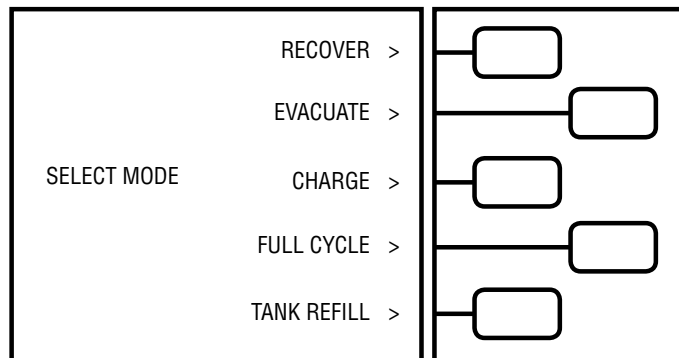 RECOVER >
EVACUATE >
SELECT MODE CHARGE >
FULL CYCLE >
TANK REFILL >